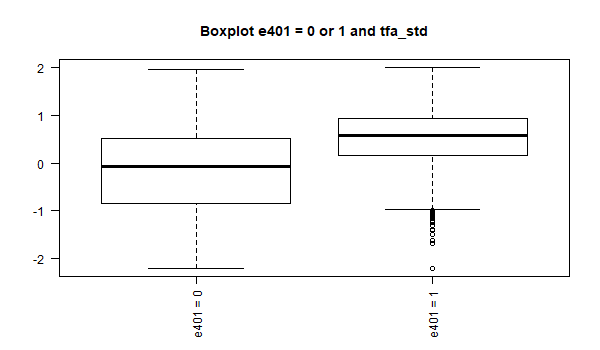 Boxplot e401 = 0 or 1 and tfa_std
2
1
0
-1
-2
e401 = 0
e401 = 1